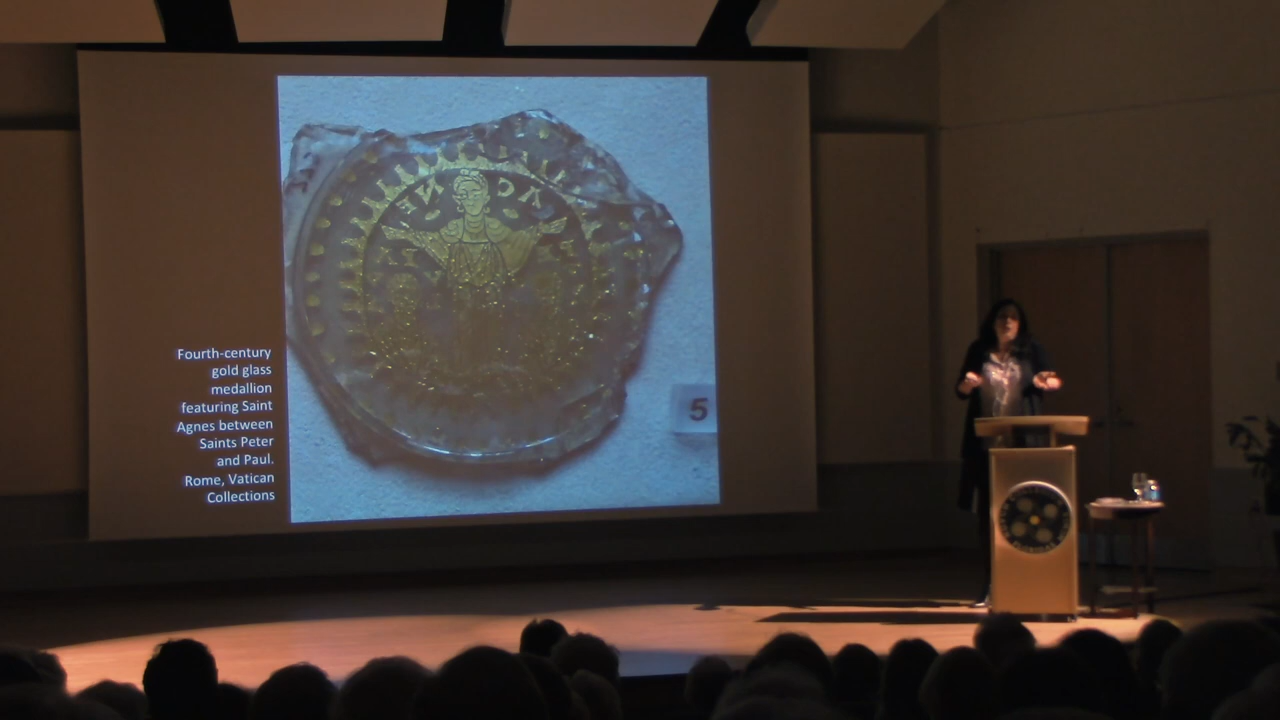 Fourth-century
gold glass
medallion
featuring Saint
Agnes between
Saints Peter
and Paul.
Rome, Vatican
Collections
5